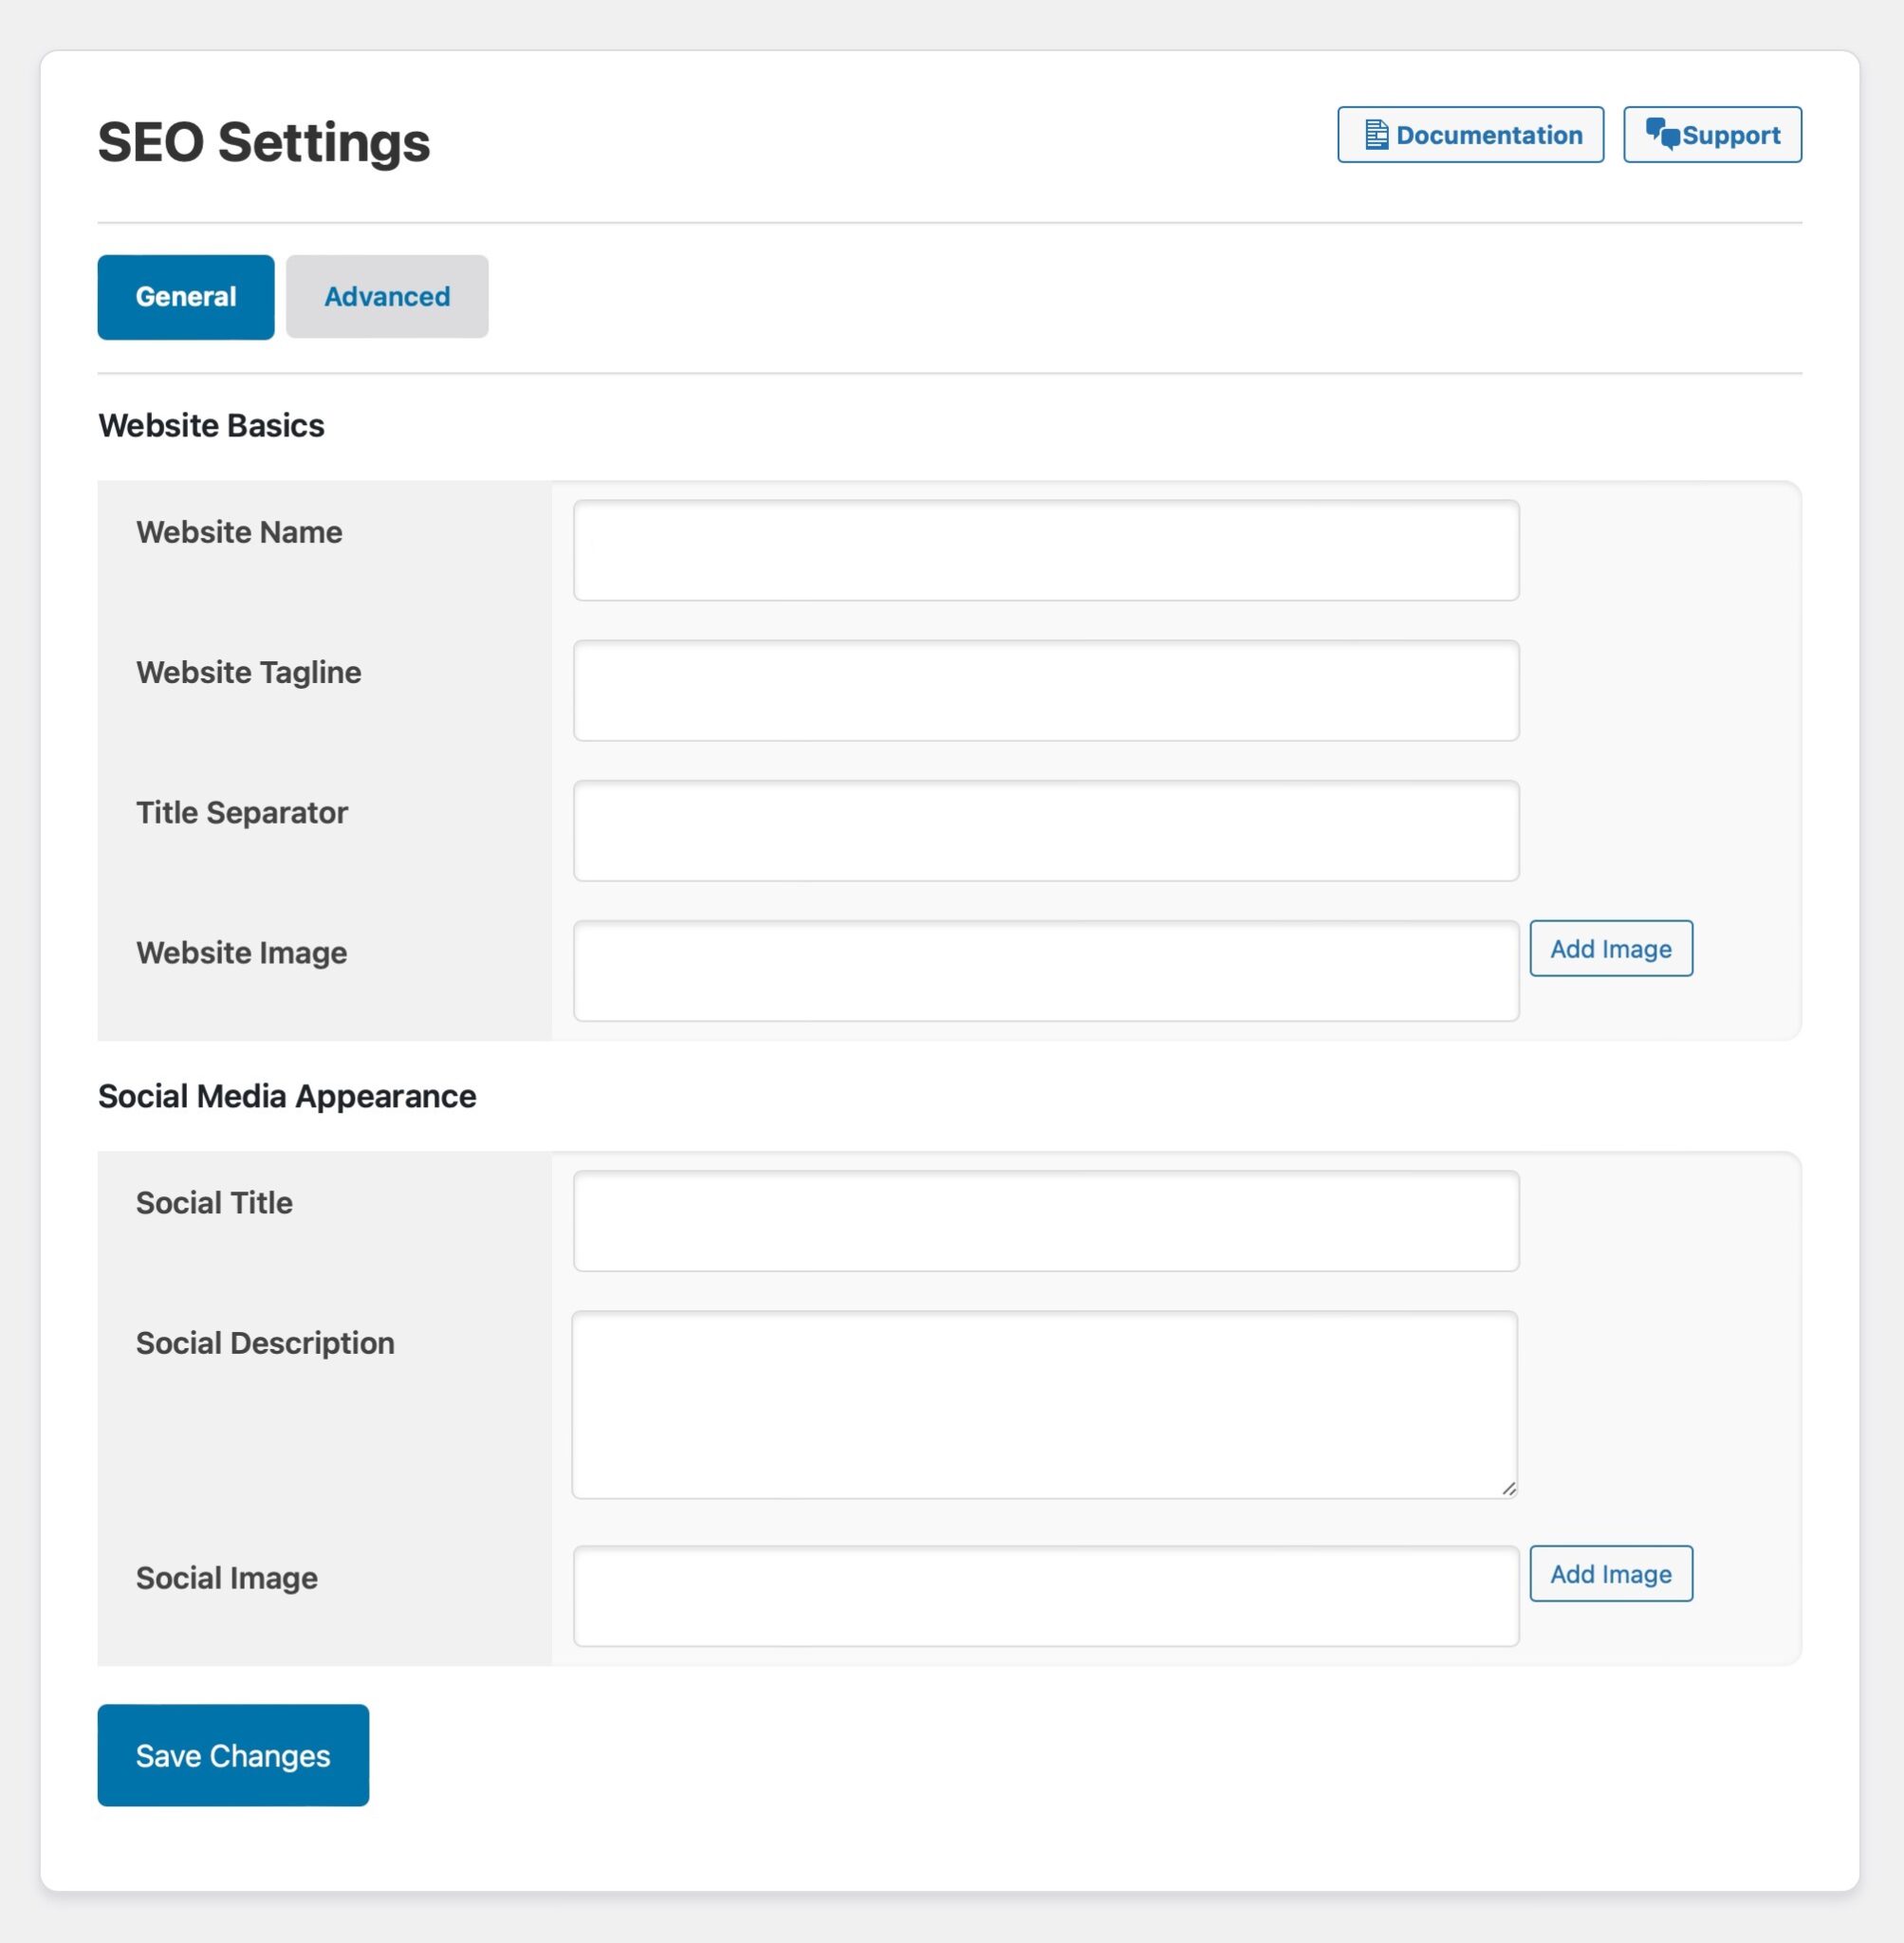 SEO Settings
Documentation
Support
General
Advanced
Website Basics
Website Name
Website Tagline
Title Separator
Website Image
Add Image
Social Media Appearance
Social Title
Social Description
Social Image
Add Image
Save Changes